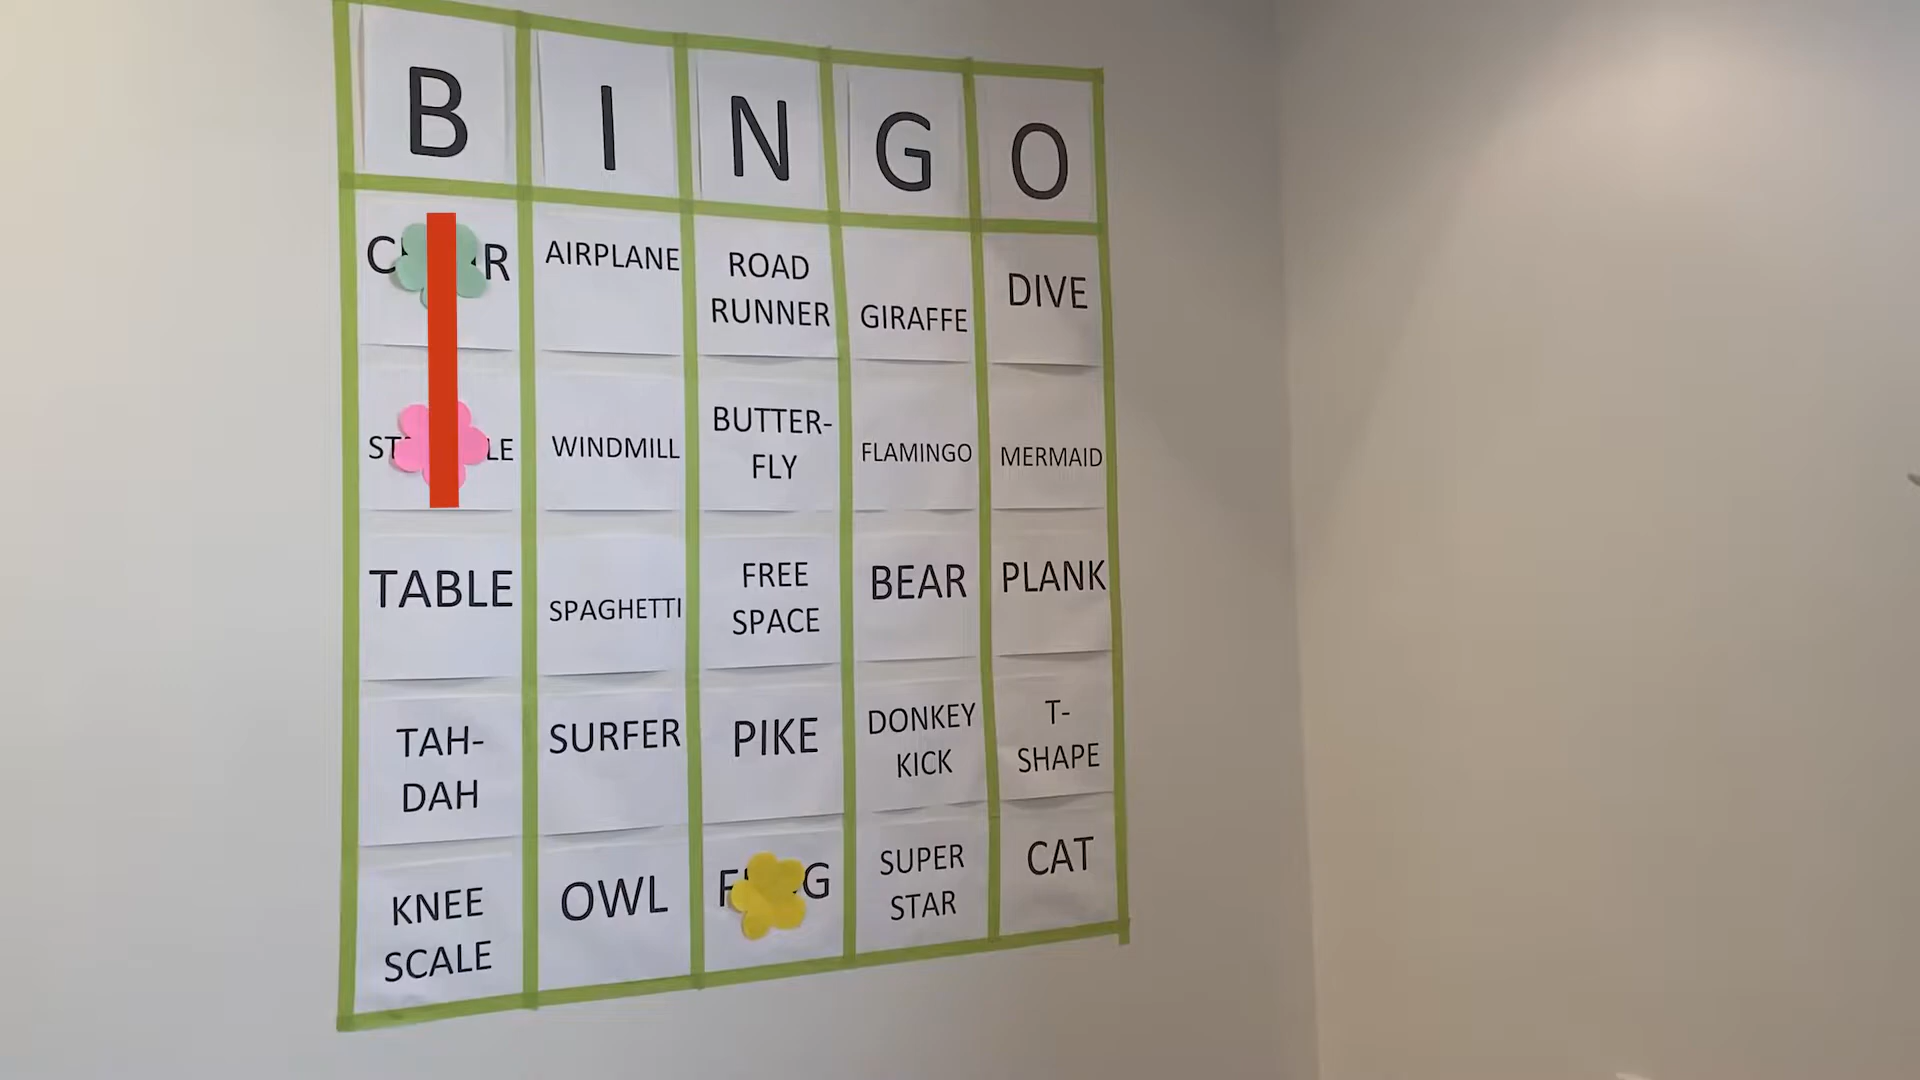 B I N G O
AIRPLANE
ROAD
RUNNER
GIRAFFE
DIVE
WINDMILL
BUTTER-
FLY
FLAMINGO
MERMAID
TABLE
SPAGHETTI
FREE
SPACE
BEAR
PLANK
TAH-
DAH
SURFER
PIKE
DONKEY
KICK
T-
SHAPE
KNEE
SCALE
OWL
SUPER
STAR
CAT